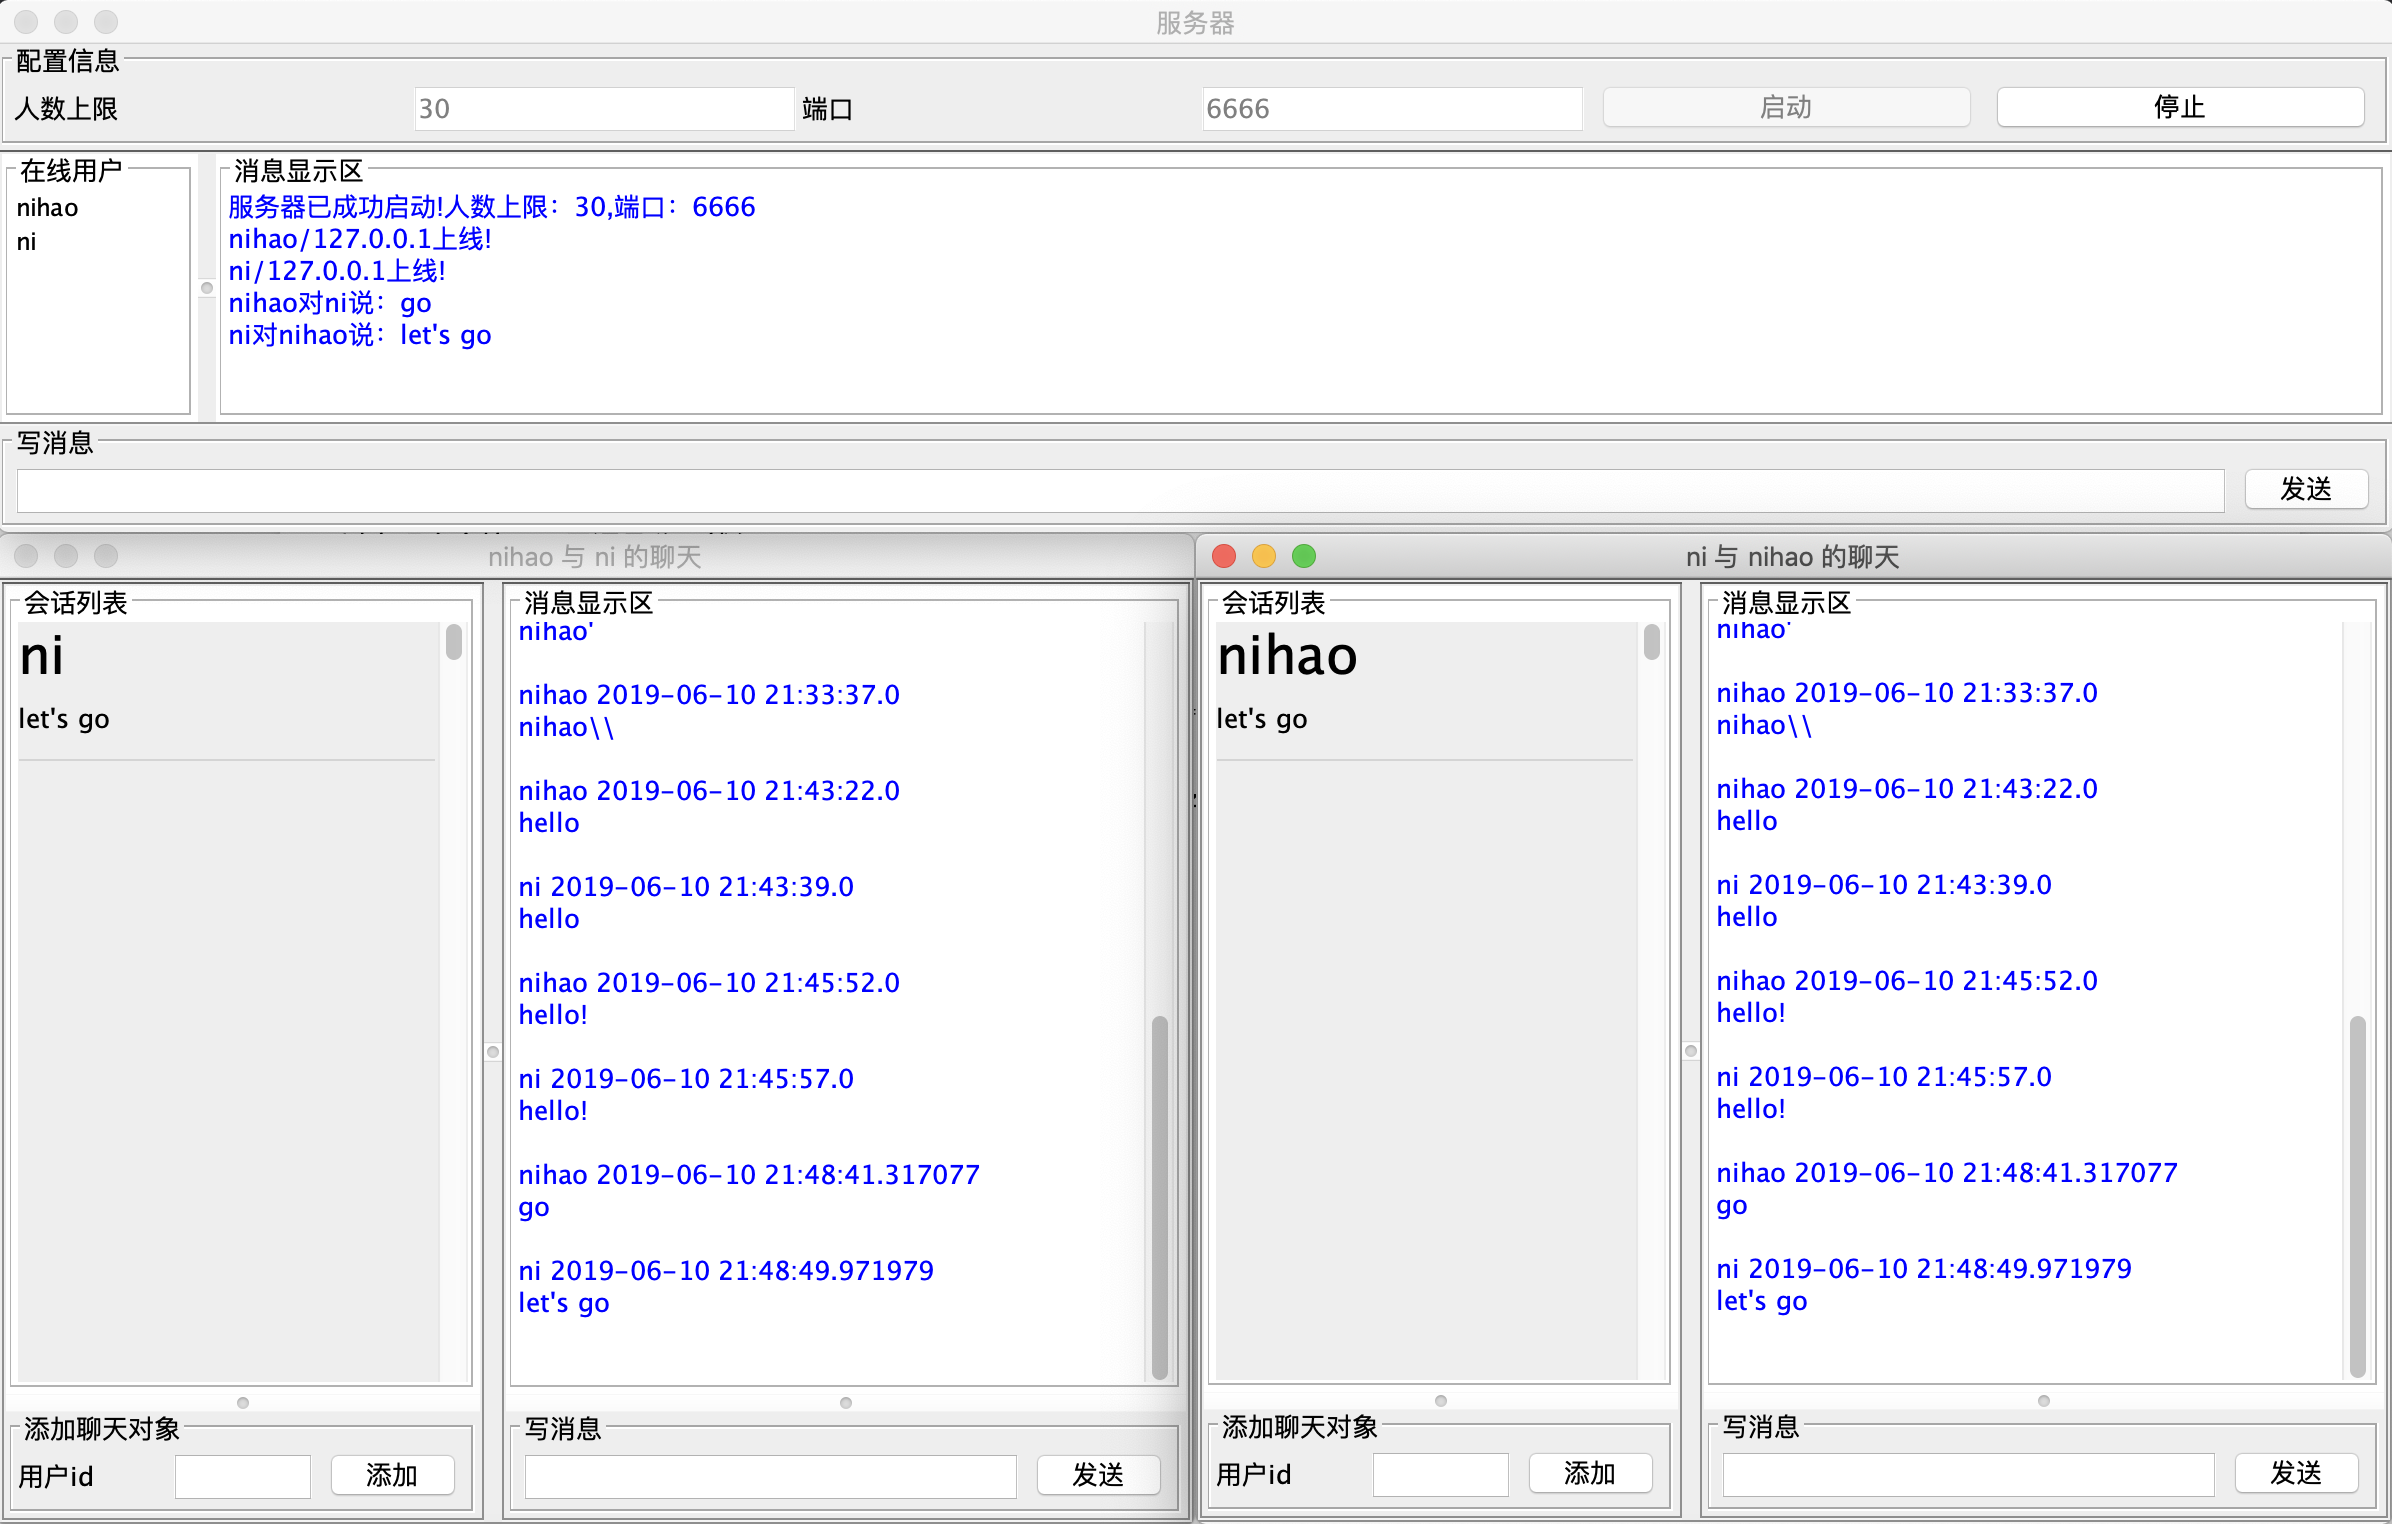 服务器
配置信息
人数上限 30 端口 6666 启动 停止
在线用户
nihao
ni
消息显示区
服务器已成功启动!人数上限：30,端口：6666
nihao/127.0.0.1上线!
ni/127.0.0.1上线!
nihao对ni说：go
ni对nihao说：let's go
写消息
发送
nihao 与 ni 的聊天
会话列表
ni
let's go
消息显示区
nihao'
nihao 2019-06-10 21:33:37.0
nihao\\
nihao 2019-06-10 21:43:22.0
hello
ni 2019-06-10 21:43:39.0
hello
nihao 2019-06-10 21:45:52.0
hello!
ni 2019-06-10 21:45:57.0
hello!
nihao 2019-06-10 21:48:41.317077
go
ni 2019-06-10 21:48:49.971979
let's go
添加聊天对象
用户id 添加
写消息
发送
ni 与 nihao 的聊天
会话列表
nihao
let's go
消息显示区
nihao'
nihao 2019-06-10 21:33:37.0
nihao\\
nihao 2019-06-10 21:43:22.0
hello
ni 2019-06-10 21:43:39.0
hello
nihao 2019-06-10 21:45:52.0
hello!
ni 2019-06-10 21:45:57.0
hello!
nihao 2019-06-10 21:48:41.317077
go
ni 2019-06-10 21:48:49.971979
let's go
添加聊天对象
用户id 添加
写消息
发送